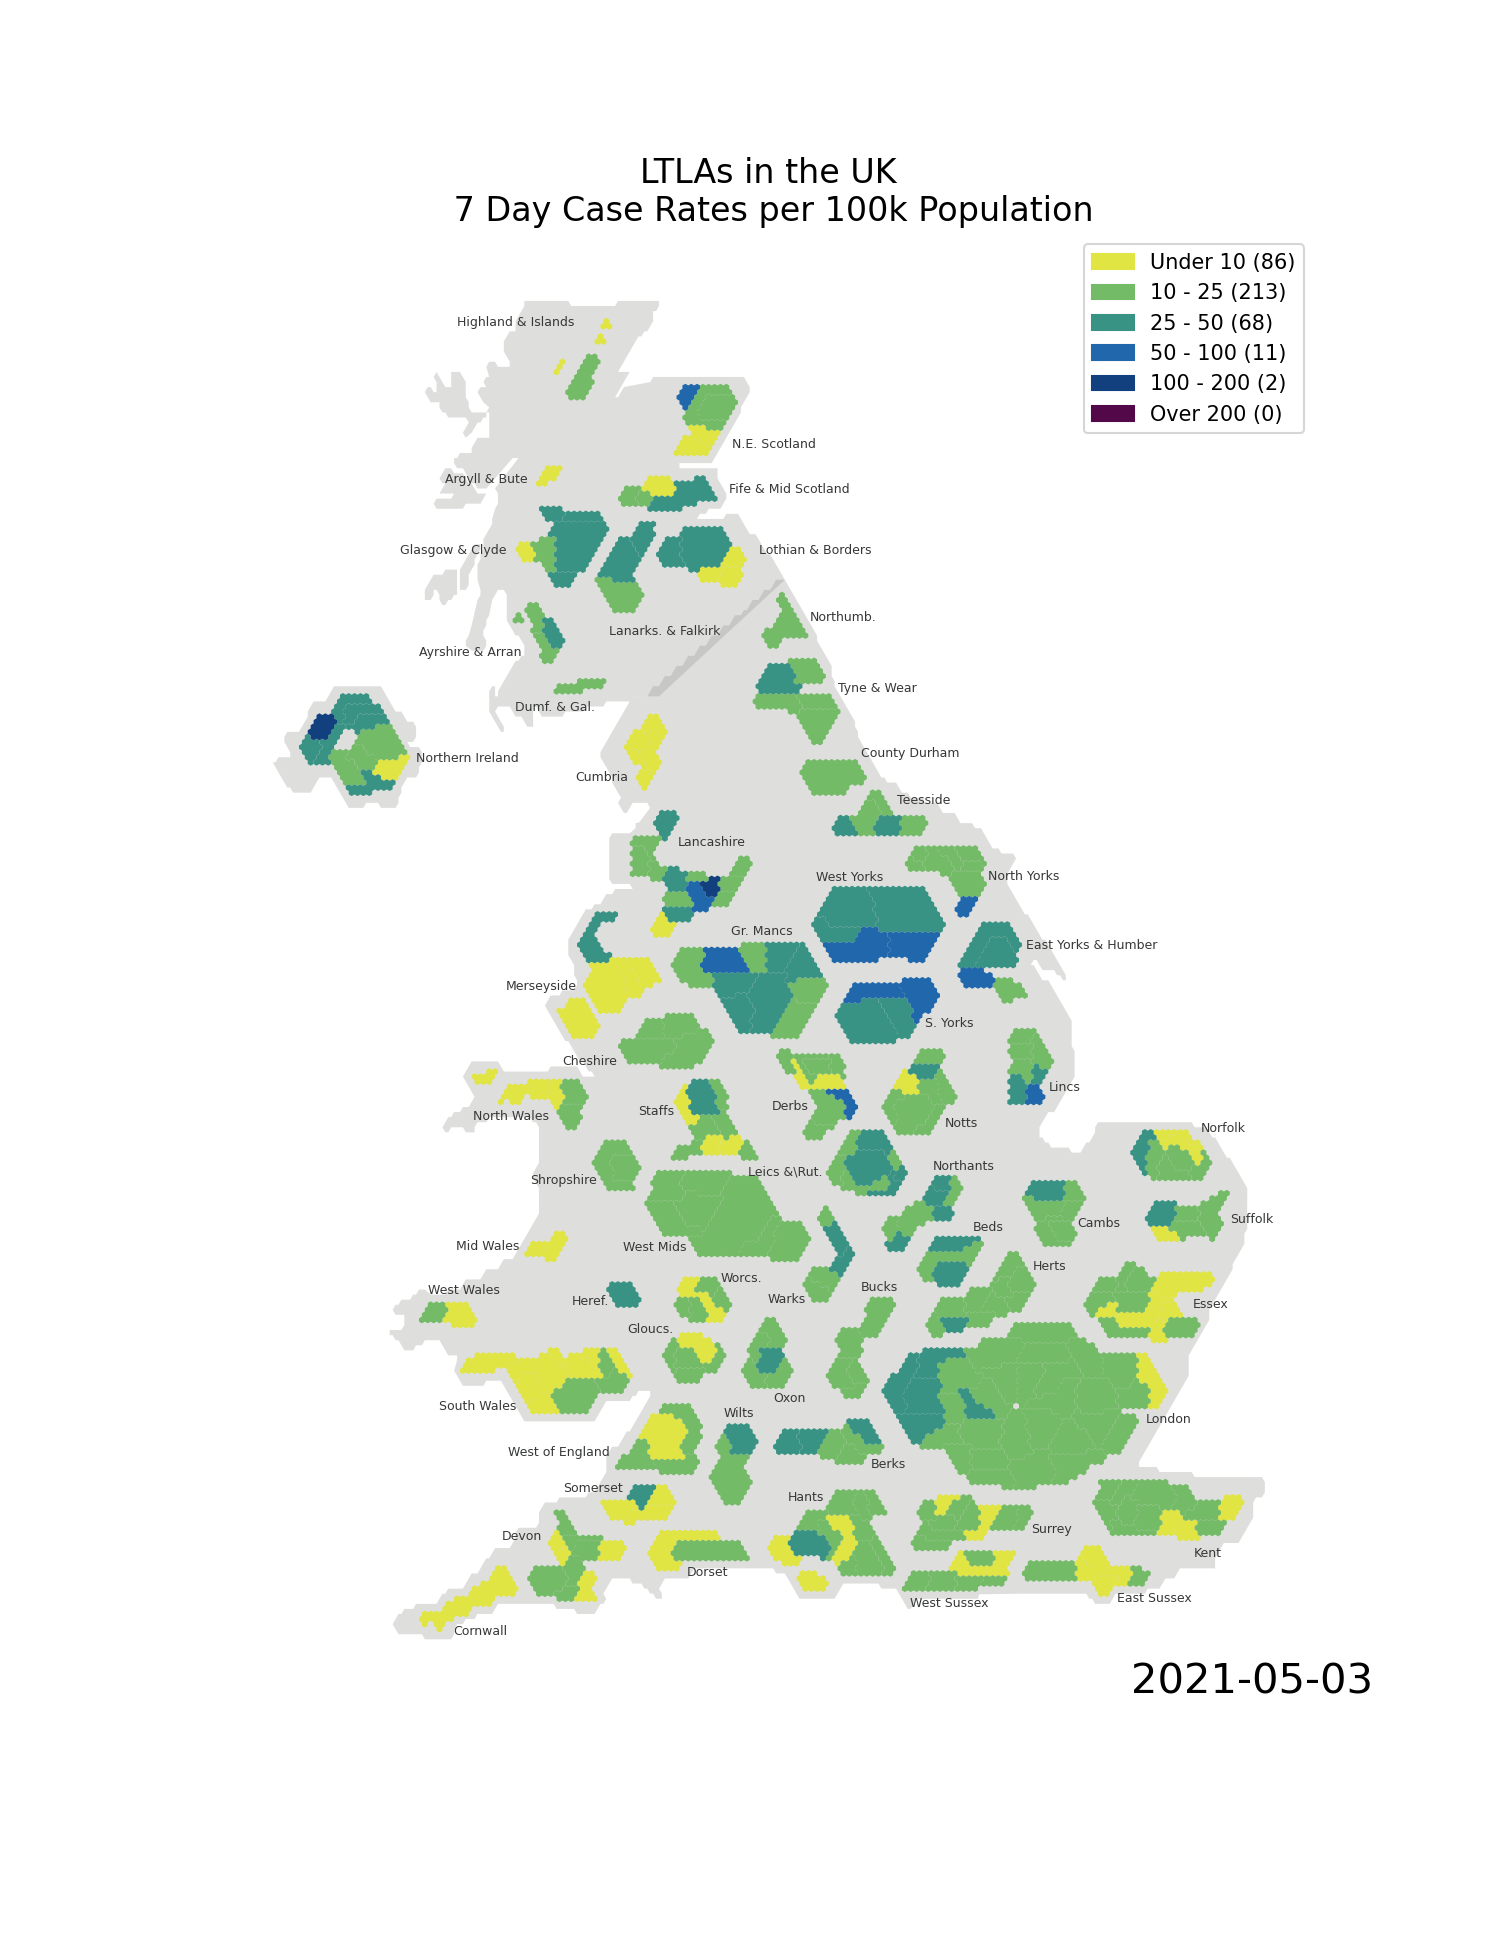 LTLAs in the UK
7 Day Case Rates per 100k Population
Under 10 (86)
10 - 25 (213)
25 - 50 (68)
50 - 100 (11)
100 - 200 (2)
Over 200 (0)
Highland & Islands
N.E. Scotland
Argyll & Bute
Fife & Mid Scotland
Glasgow & Clyde
Lothian & Borders
Northumb.
Lanarks. & Falkirk
Ayrshire & Arran
Tyne & Wear
Dumf. & Gal.
County Durham
Northern Ireland
Cumbria
Teesside
Lancashire
West Yorks
North Yorks
Gr. Mancs
East Yorks & Humber
Merseyside
S. Yorks
Cheshire
Lincs
Derbs
Staffs
North Wales
Notts
Norfolk
Northants
Leics &\Rut.
Shropshire
Suffolk
Cambs
Beds
West Mids
Mid Wales
Herts
Worcs.
Bucks
West Wales
Heref.
Warks
Essex
Gloucs.
Oxon
South Wales
Wilts
London
West of England
Berks
Somerset
Hants
Surrey
Devon
Kent
Dorset
East Sussex
West Sussex
Cornwall
2021-05-03